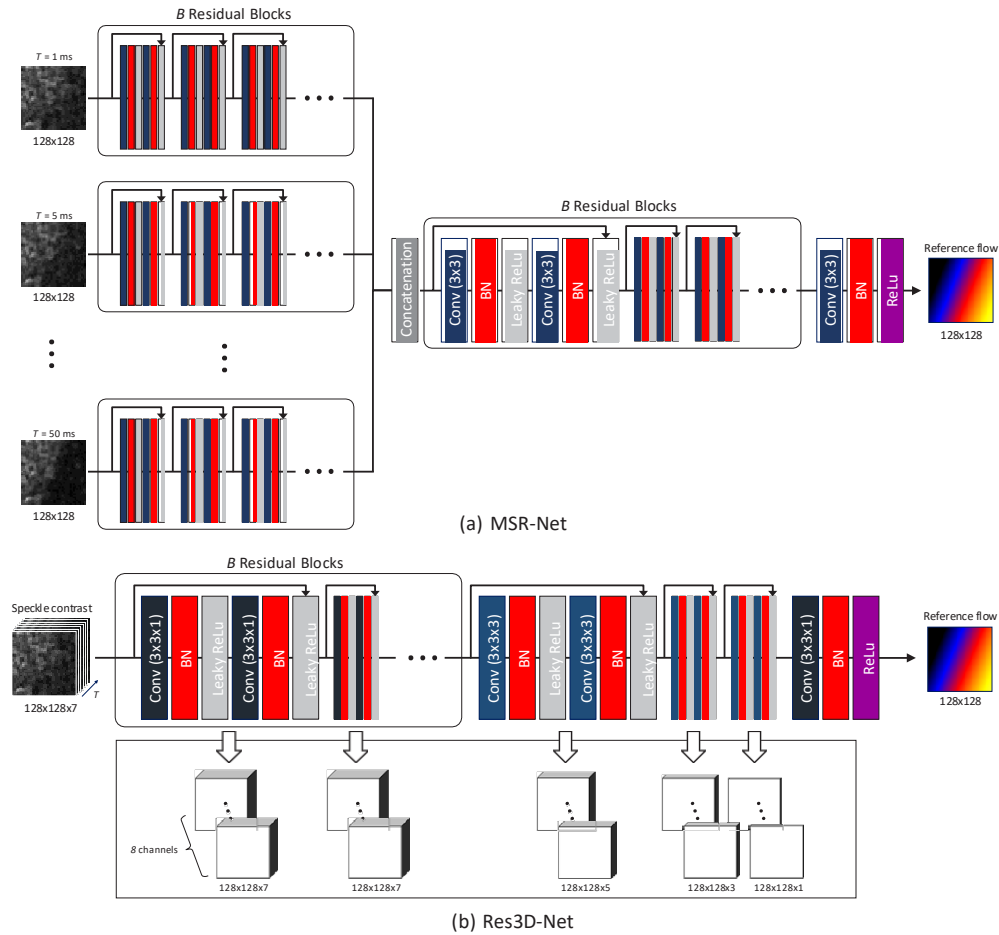 B Residual Blocks
T = 1 ms
128x128
T = 5 ms
128x128
B Residual Blocks
Concatenation
Conv (3x3)
BN
Leaky ReLu
Conv (3x3)
BN
Leaky ReLu
Conv (3x3)
BN
ReLu
Reference flow
128x128
T = 50 ms
128x128
(a) MSR-Net
B Residual Blocks
Speckle contrast
T
128x128x7
Conv (3x3x1)
BN
Leaky ReLu
Conv (3x3x1)
BN
Leaky ReLu
Conv (3x3x3)
BN
Leaky ReLu
Conv (3x3x3)
BN
Leaky ReLu
Conv (3x3x1)
BN
ReLu
Reference flow
128x128
8 channels
128x128x7
128x128x7
128x128x5
128x128x3
128x128x1
(b) Res3D-Net